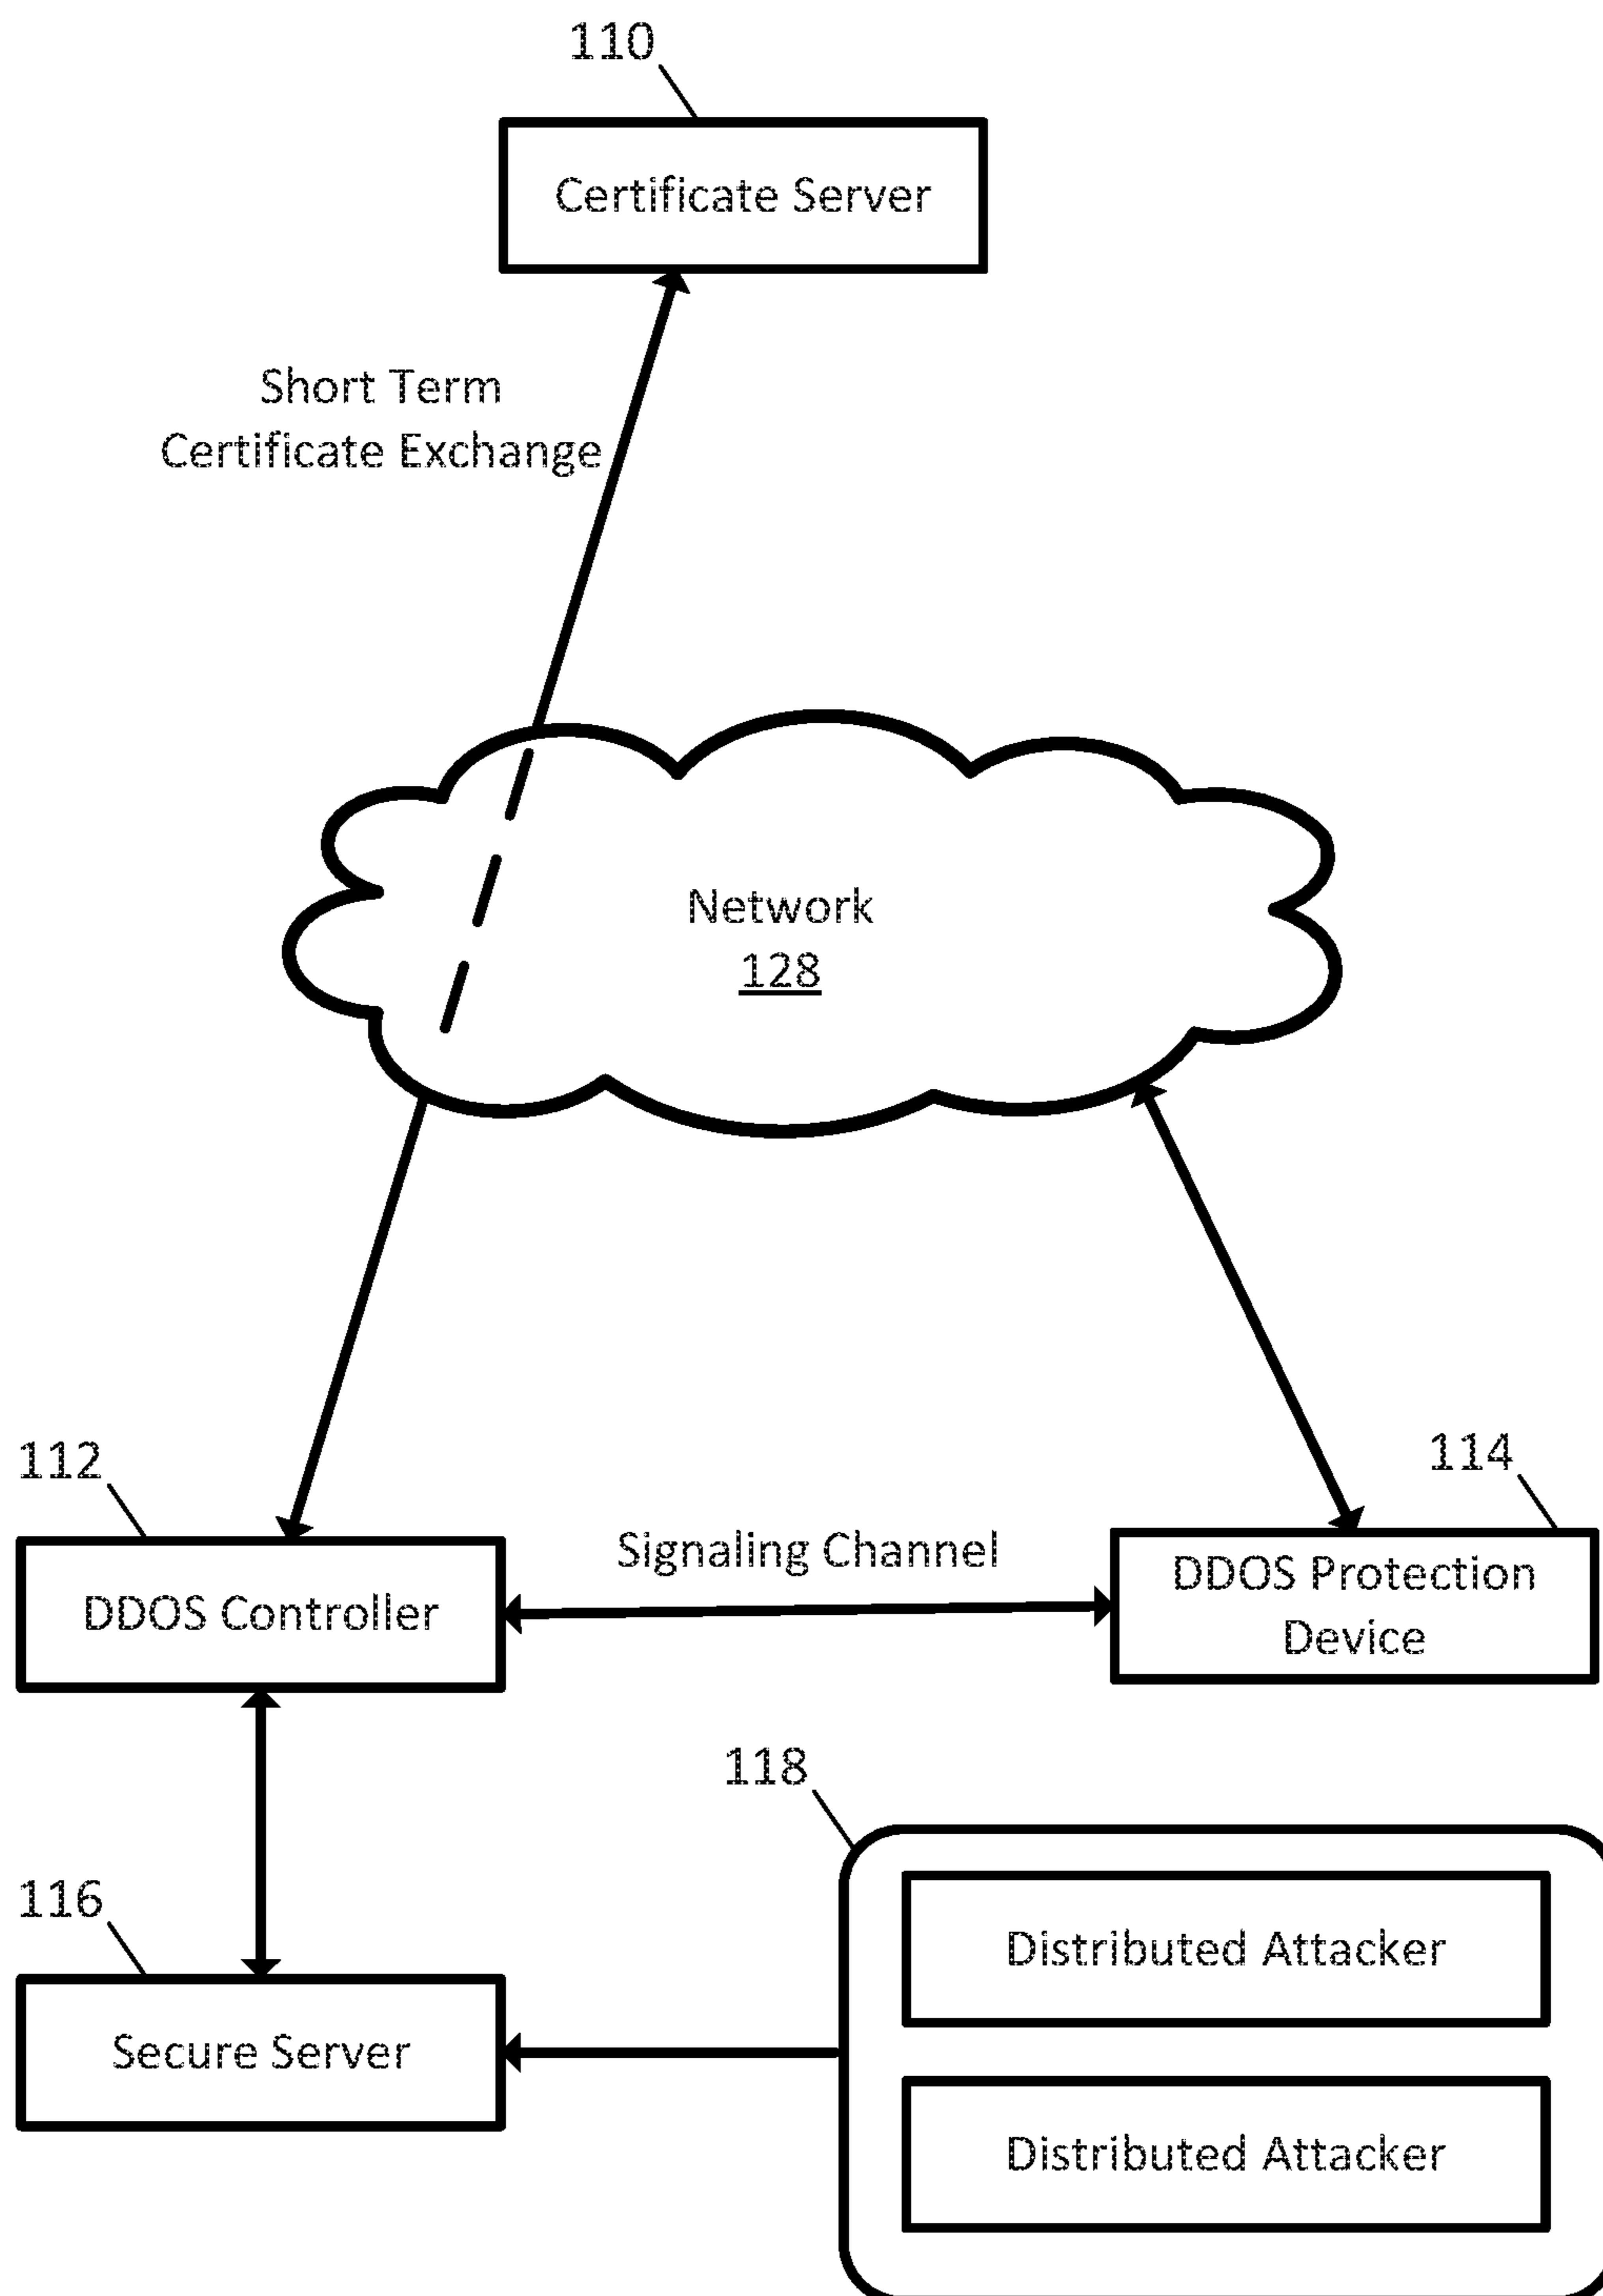 110
Certificate Server
Short Term
Certificate Exchange
Network
128
112
114
Signaling Channel
DDOS Controller
DDOS Protection
Device
118
116
Distributed Attacker
Secure Server
Distributed Attacker